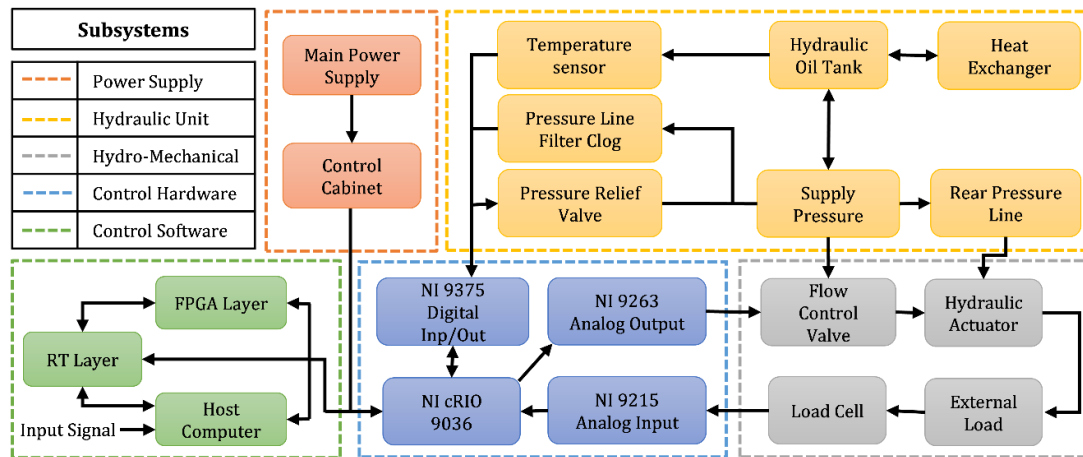 Subsystems
Power Supply
Hydraulic Unit
Hydro-Mechanical
Control Hardware
Control Software
Main Power
Supply
Control
Cabinet
Temperature
sensor
Hydraulic
Oil Tank
Heat
Exchanger
Pressure Line
Filter Clog
Pressure Relief
Valve
Supply
Pressure
Rear Pressure
Line
FPGA Layer
RT Layer
Host
Computer
Input Signal
NI 9375
Digital
Inp/Out
NI 9263
Analog Output
NI cRIO
9036
NI 9215
Analog Input
Flow
Control
Valve
Hydraulic
Actuator
Load Cell
External
Load